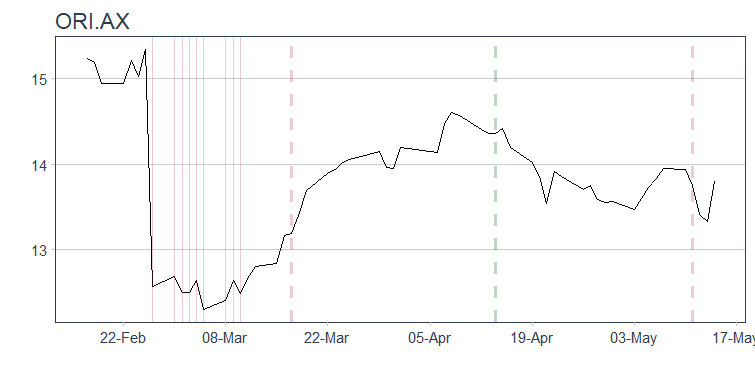 ORI.AX
15
14
13
22-Feb
08-Mar
22-Mar
05-Apr
19-Apr
03-May
17-May